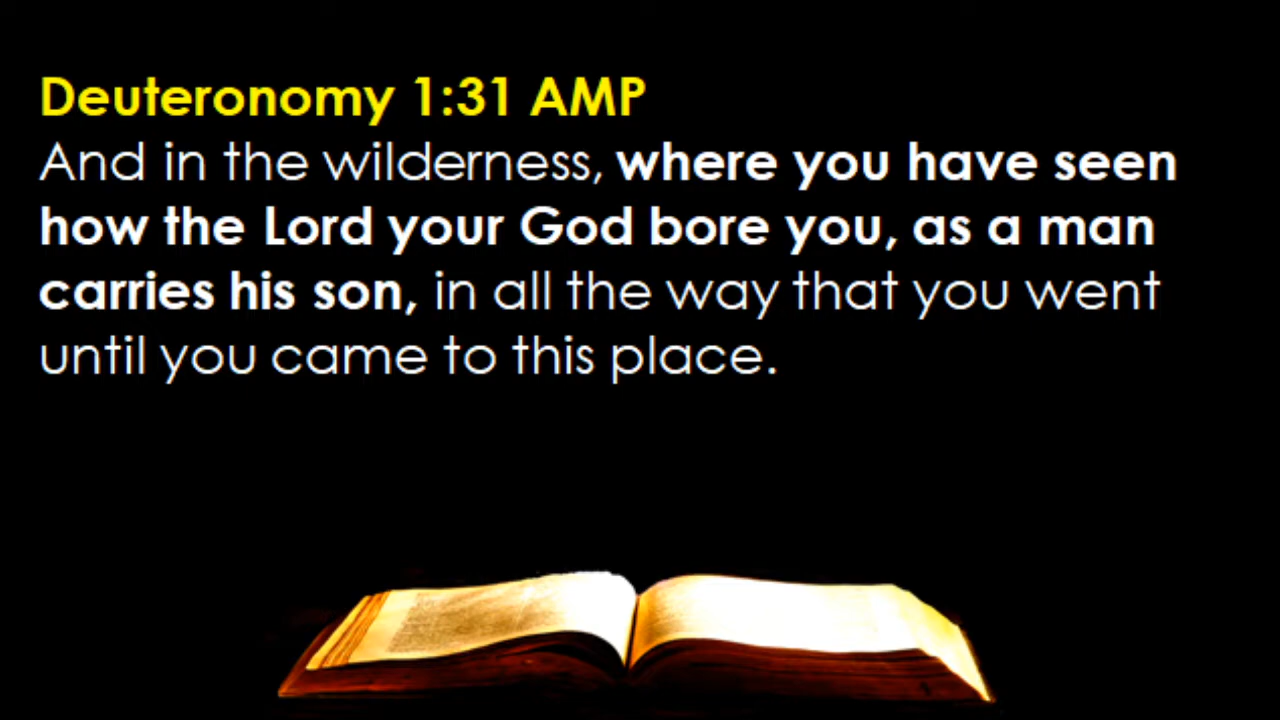 Deuteronomy 1:31 AMP
And in the wilderness, where you have seen
how the Lord your God bore you, as a man
carries his son, in all the way that you went
until you came to this place.